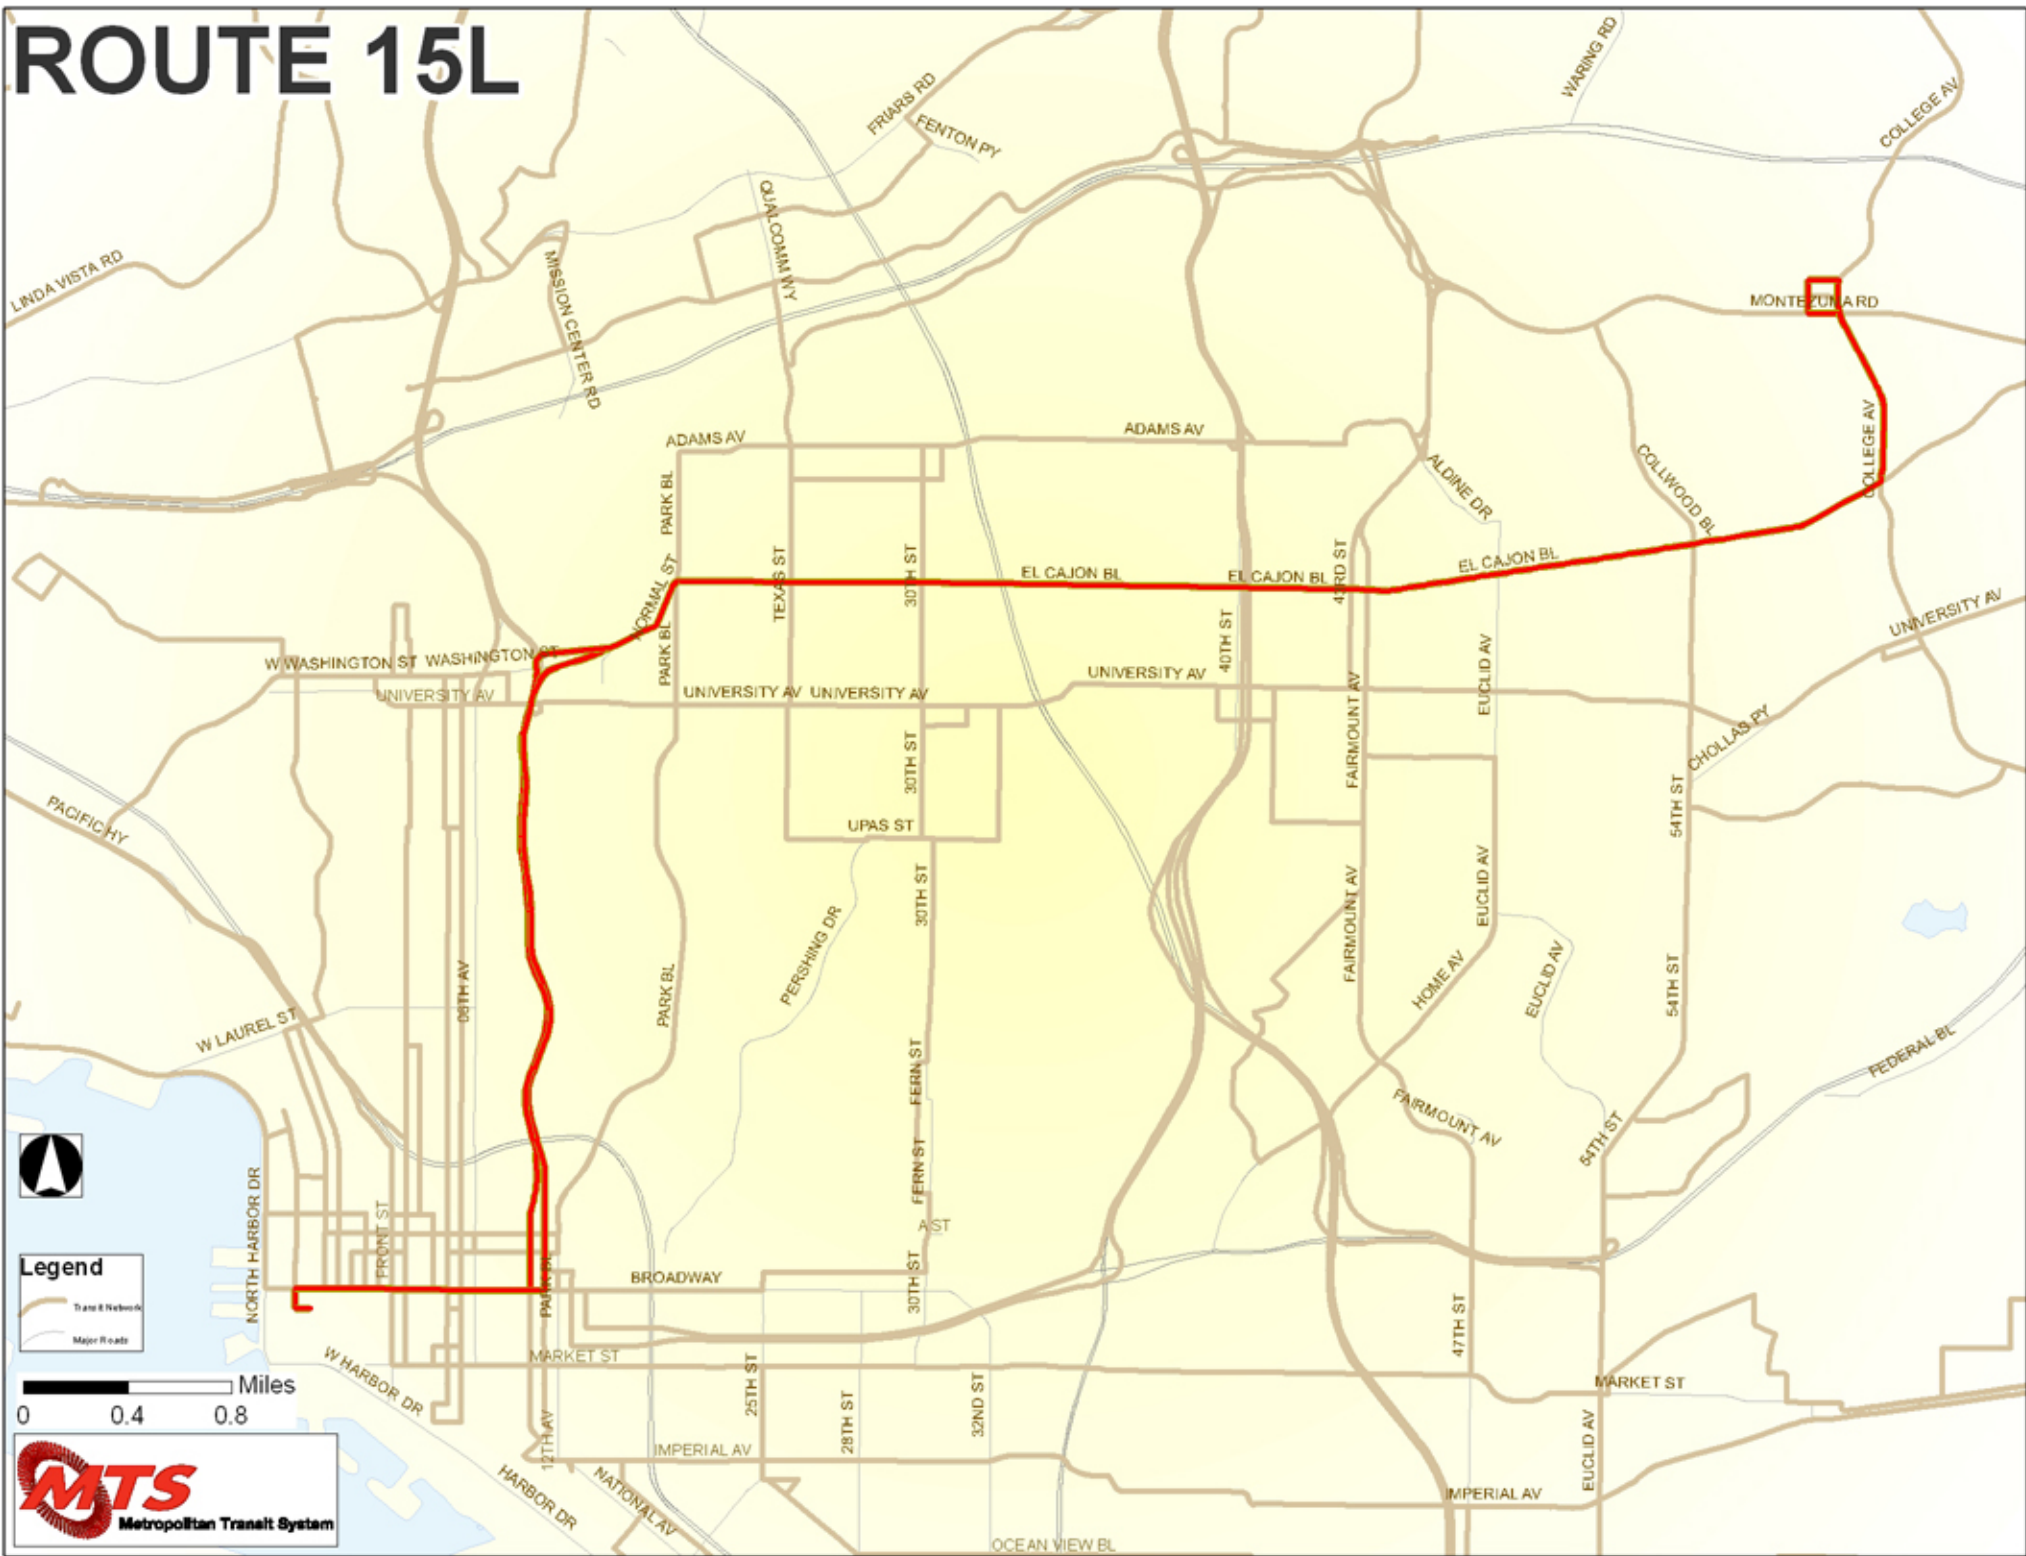 ROUTE 15L
WARING RD
COLLEGE AV
FRIARS RD
FENTON PY
QUALCOMM WY
LINDA VISTA RD
MISSION CENTER RD
MONTEZUMA RD
ADAMS AV
ADAMS AV
COLLEGE AV
PARK BL
ALDINE DR
COLLWOOD BL
NORMAL ST
TEXAS ST
30TH ST
EL CAJON BL
EL CAJON BL
43RD ST
EL CAJON BL
UNIVERSITY AV
W WASHINGTON ST
WASHINGTON ST
PARK BL
40TH ST
EUCLID AV
UNIVERSITY AV
UNIVERSITY AV
UNIVERSITY AV
UNIVERSITY AV
FAIRMOUNT AV
CHOLLAS PY
30TH ST
PACIFIC HY
UPAS ST
54TH ST
30TH ST
FAIRMOUNT AV
EUCLID AV
PERSHING DR
06TH AV
PARK BL
HOME AV
EUCLID AV
54TH ST
W LAUREL ST
FEDERAL BL
FERN ST
FAIRMOUNT AV
54TH ST
FERN ST
NORTH HARBOR DR
FRONT ST
A ST
Legend
Transit Network
Major Roads
PARK BL
BROADWAY
30TH ST
47TH ST
MARKET ST
W HARBOR DR
25TH ST
28TH ST
32ND ST
MARKET ST
Miles
0 0.4 0.8
12TH AV
IMPERIAL AV
EUCLID AV
HARBOR DR
NATIONAL AV
IMPERIAL AV
OCEAN VIEW BL
MTS
Metropolitan Transit System